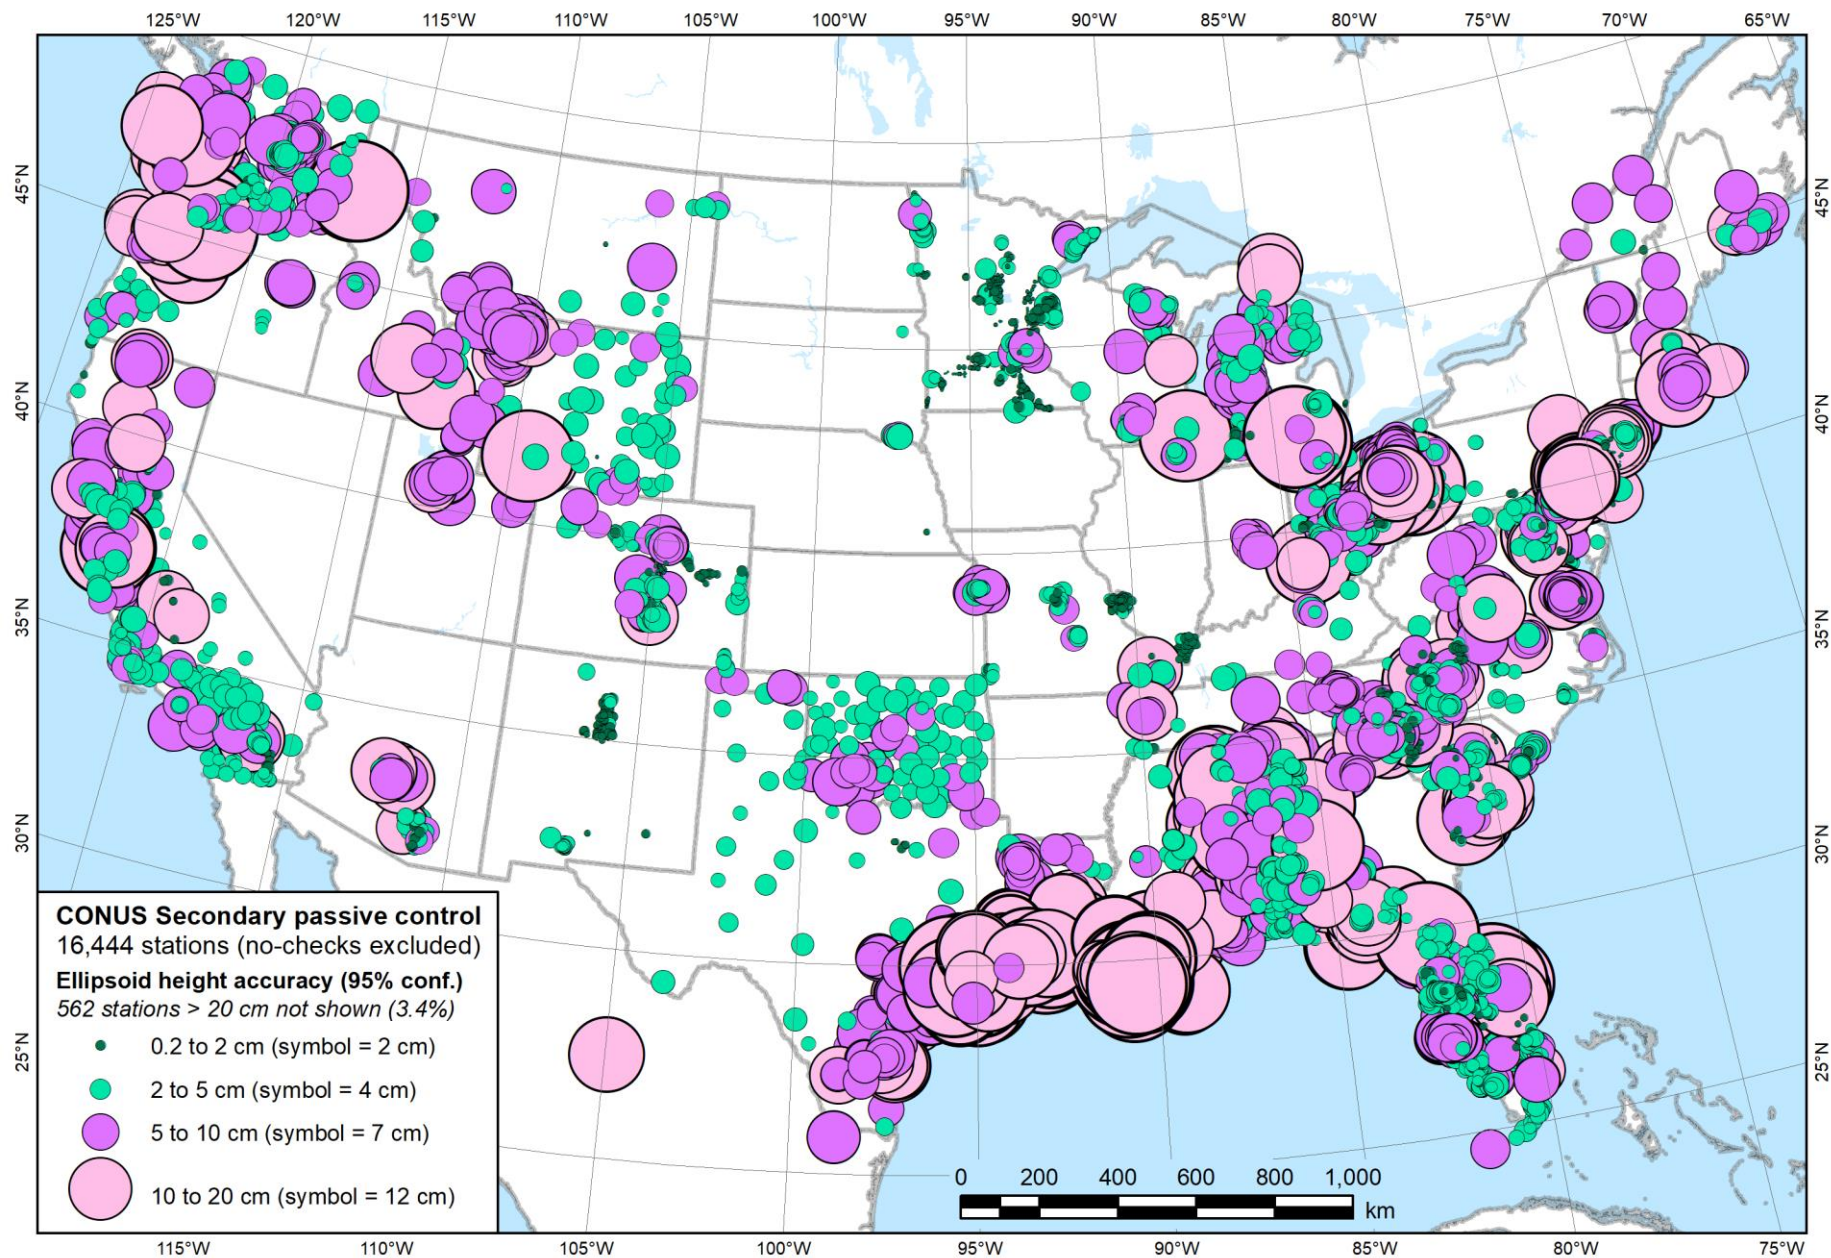 125°W 120°W 115°W 110°W 105°W 100°W 95°W 90°W 85°W 80°W 75°W 70°W 65°W
45°N 45°N
40°N 40°N
35°N 35°N
30°N 30°N
25°N 25°N
CONUS Secondary passive control
16,444 stations (no-checks excluded)
Ellipsoid height accuracy (95% conf.)
562 stations > 20 cm not shown (3.4%)
0.2 to 2 cm (symbol = 2 cm)
2 to 5 cm (symbol = 4 cm)
5 to 10 cm (symbol = 7 cm)
10 to 20 cm (symbol = 12 cm)
0 200 400 600 800 1,000
km
115°W 110°W 105°W 100°W 95°W 90°W 85°W 80°W 75°W